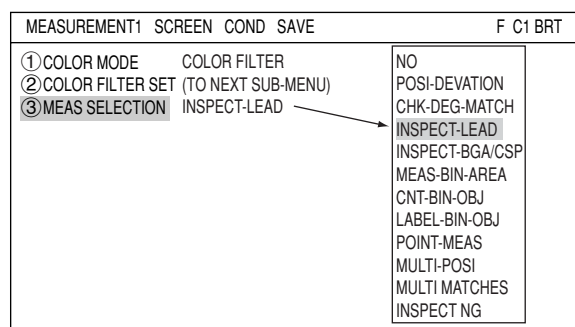 MEASUREMENT1 SCREEN COND SAVE F C1 BRT
①COLOR MODE COLOR FILTER
②COLOR FILTER SET (TO NEXT SUB-MENU)
③MEAS SELECTION INSPECT-LEAD
NO
POSI-DEVATION
CHK-DEG-MATCH
INSPECT-LEAD
INSPECT-BGA/CSP
MEAS-BIN-AREA
CNT-BIN-OBJ
LABEL-BIN-OBJ
POINT-MEAS
MULTI-POSI
MULTI MATCHES
INSPECT NG